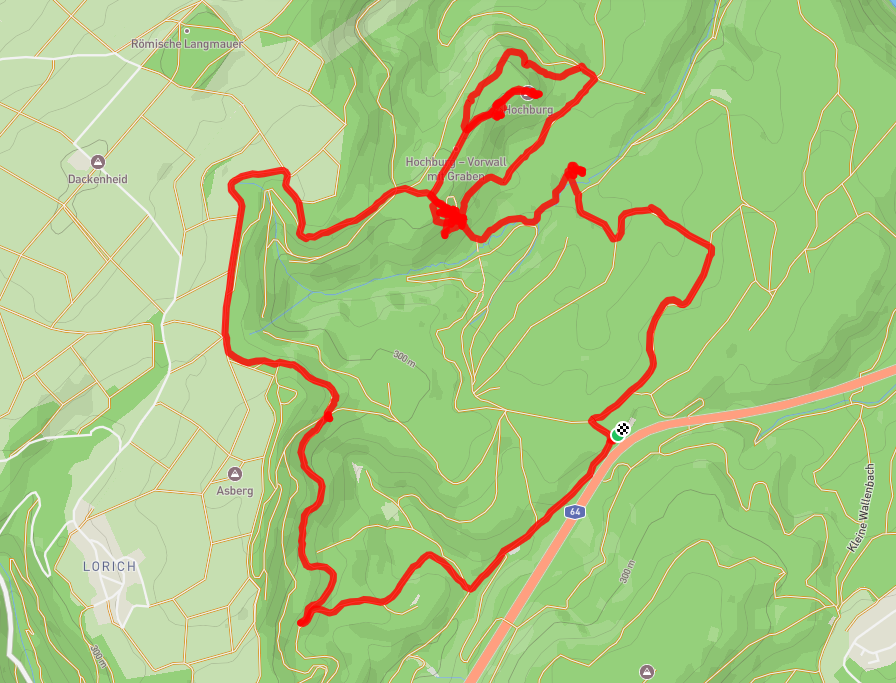 Römische Langmauer
Hochburg
Hochburg – Vorwall
mit Graben
Dackenheid
300 m
Asberg
64
Kleine Wallenbach
LORICH
300 m
300 m